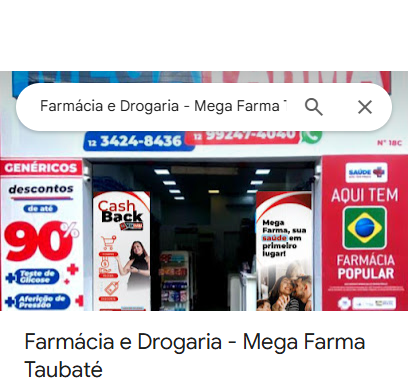 MEGA FARMA
Farmácia e Drogaria - Mega Farma T
12 3424-8436
12 99247-4040
N° 18C
GENÉRICOS
descontos
de até
90%
Teste de
Glicose
Aferição de
Pressão
Cash
Back
Mega
Farma, sua
saúde em
primeiro
lugar!
SAÚDE
AQUI TEM
FARMÁCIA
POPULAR
Farmácia e Drogaria - Mega Farma
Taubaté